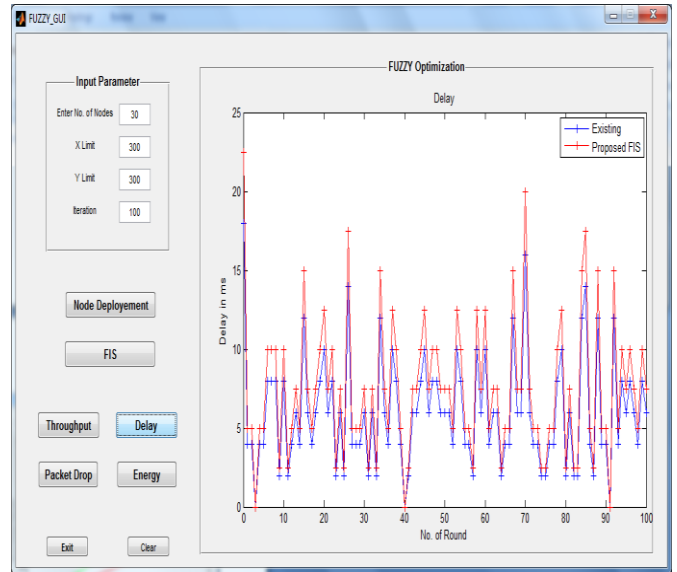 FUZZY_GUI
Input Parameter
Enter No. of Nodes 30
X Limit 300
Y Limit 300
Iteration 100
Node Deployement
FIS
Throughput Delay
Packet Drop Energy
Exit Clear
FUZZY Optimization
Delay
Existing
Proposed FIS
Delay in ms
25
20
15
10
5
0
0 10 20 30 40 50 60 70 80 90 100
No. of Round